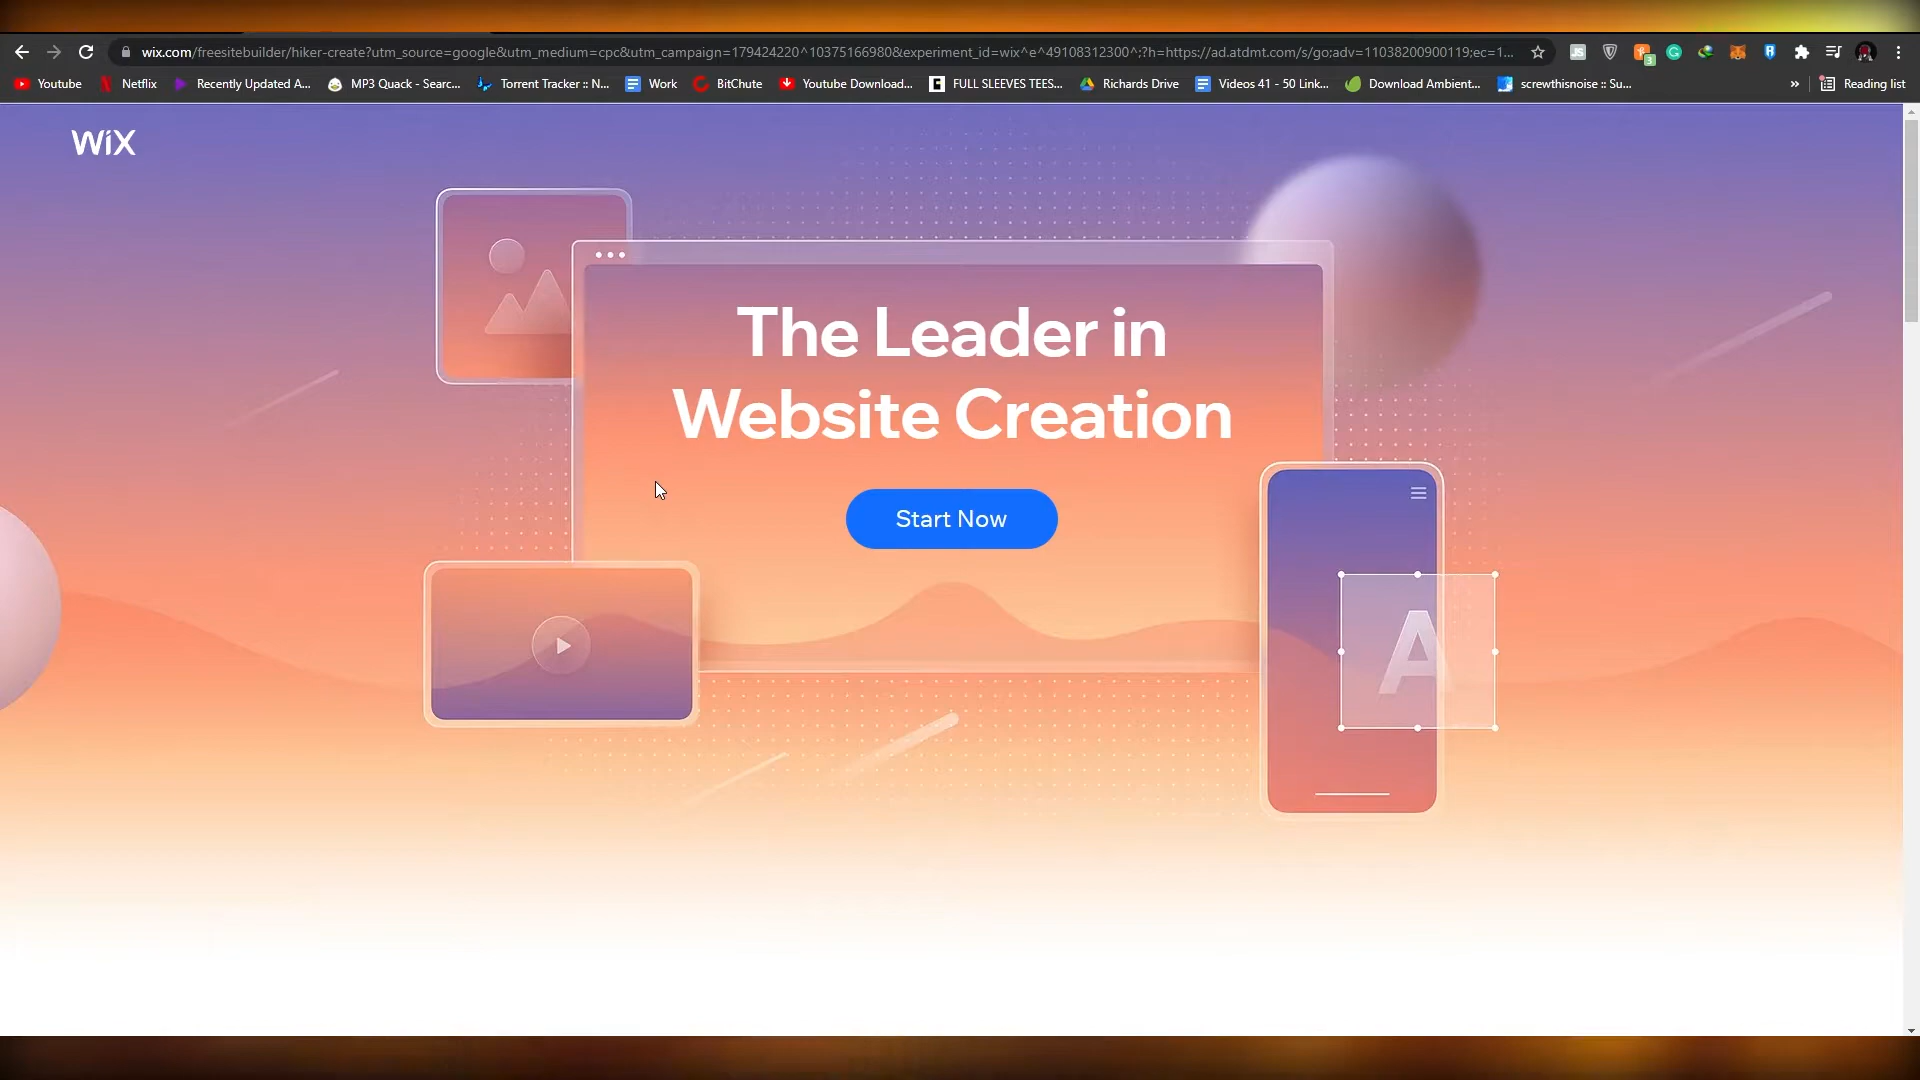 wix.com/freesitebuilder/hiker-create?utm_source=google&utm_medium=cpc&utm_campaign=179424220^103751669​80&experiment_id=wix^e^49108312300^;?h=https://ad.atdmt.com/s/go;adv=11038200900119;ec=1...
3
Youtube
Netflix
Recently Updated A...
MP3 Quack - Searc...
Torrent Tracker :: N...
Work
BitChute
Youtube Download...
FULL SLEEVES TEES...
Richards Drive
Videos 41 - 50 Link...
Download Ambient...
screwthisnoise :: Su...
»
Reading list
WiX
The Leader in
Website Creation
Start Now
A